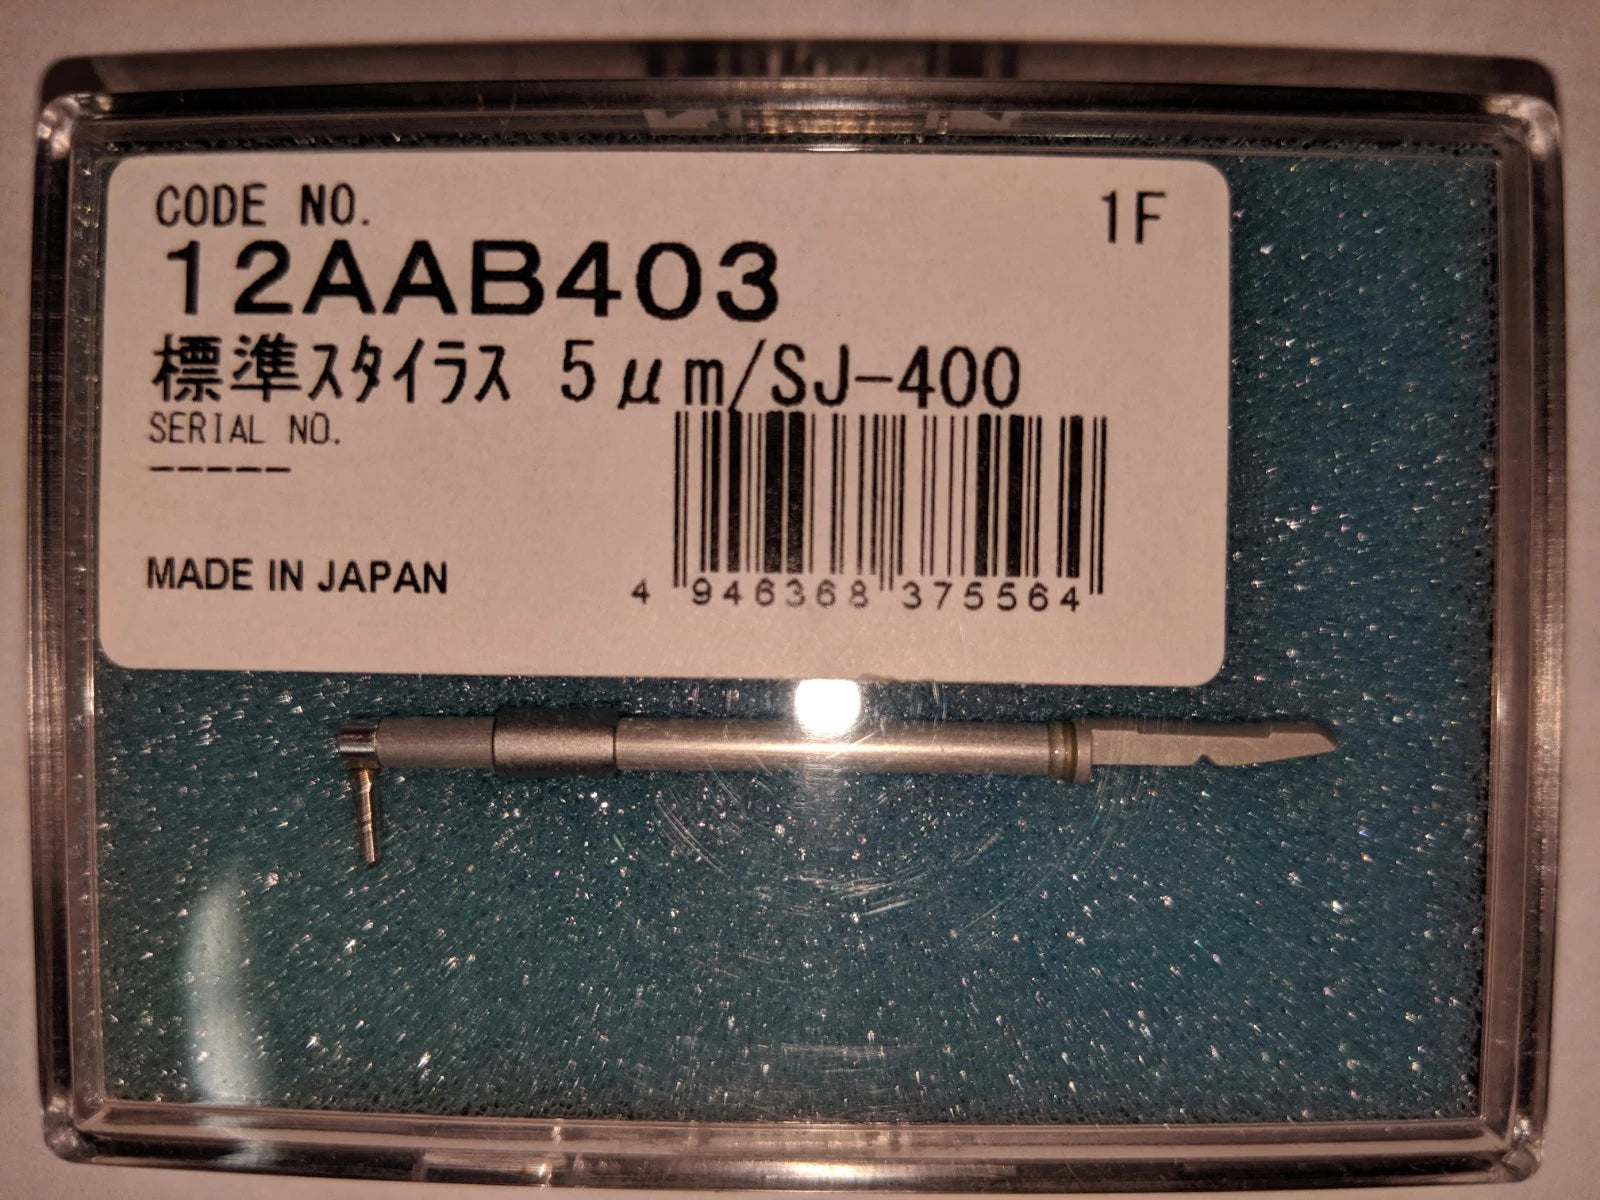 CODE NO.
1F
12AAB403
標準スタイラス 5μm/SJ-400
SERIAL NO.
-----
MADE IN JAPAN
4 946368 375564